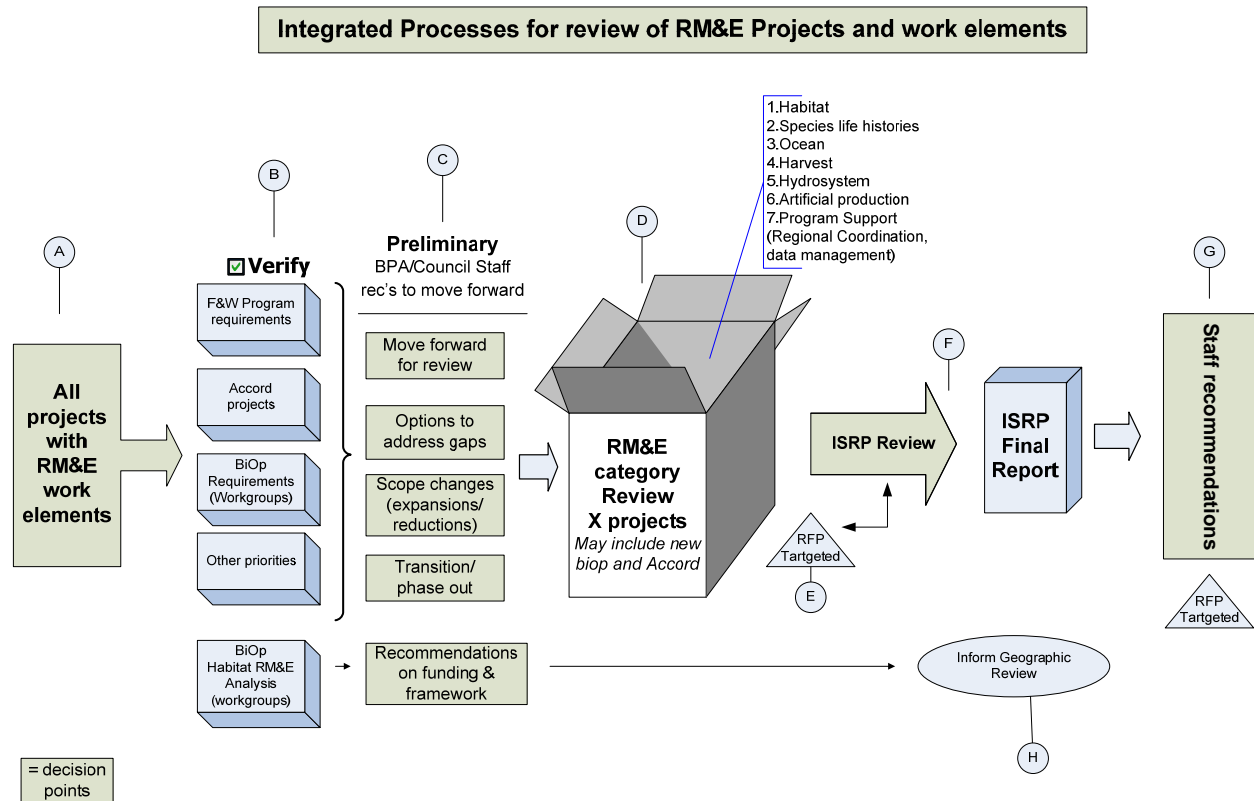 Integrated Processes for review of RM&E Projects and work elements
A
All
projects
with
RM&E
work
elements
B
Verify
F&W Program
requirements
Accord
projects
BiOp
Requirements
(Workgroups)
Other priorities
BiOp
Habitat RM&E
Analysis
(workgroups)
C
Preliminary
BPA/Council Staff
rec's to move forward
Move forward
for review
Options to
address gaps
Scope changes
(expansions/
reductions)
Transition/
phase out
Recommendations
on funding &
framework
D
1.Habitat
2.Species life histories
3.Ocean
4.Harvest
5.Hydrosystem
6.Artificial production
7.Program Support
(Regional Coordination,
data management)
RM&E
category
Review
X projects
May include new
biop and Accord
ISRP Review
RFP
Tartgeted
E
F
ISRP
Final
Report
G
Staff recommmendations
RFP
Tartgeted
Inform Geographic
Review
H
= decision
points